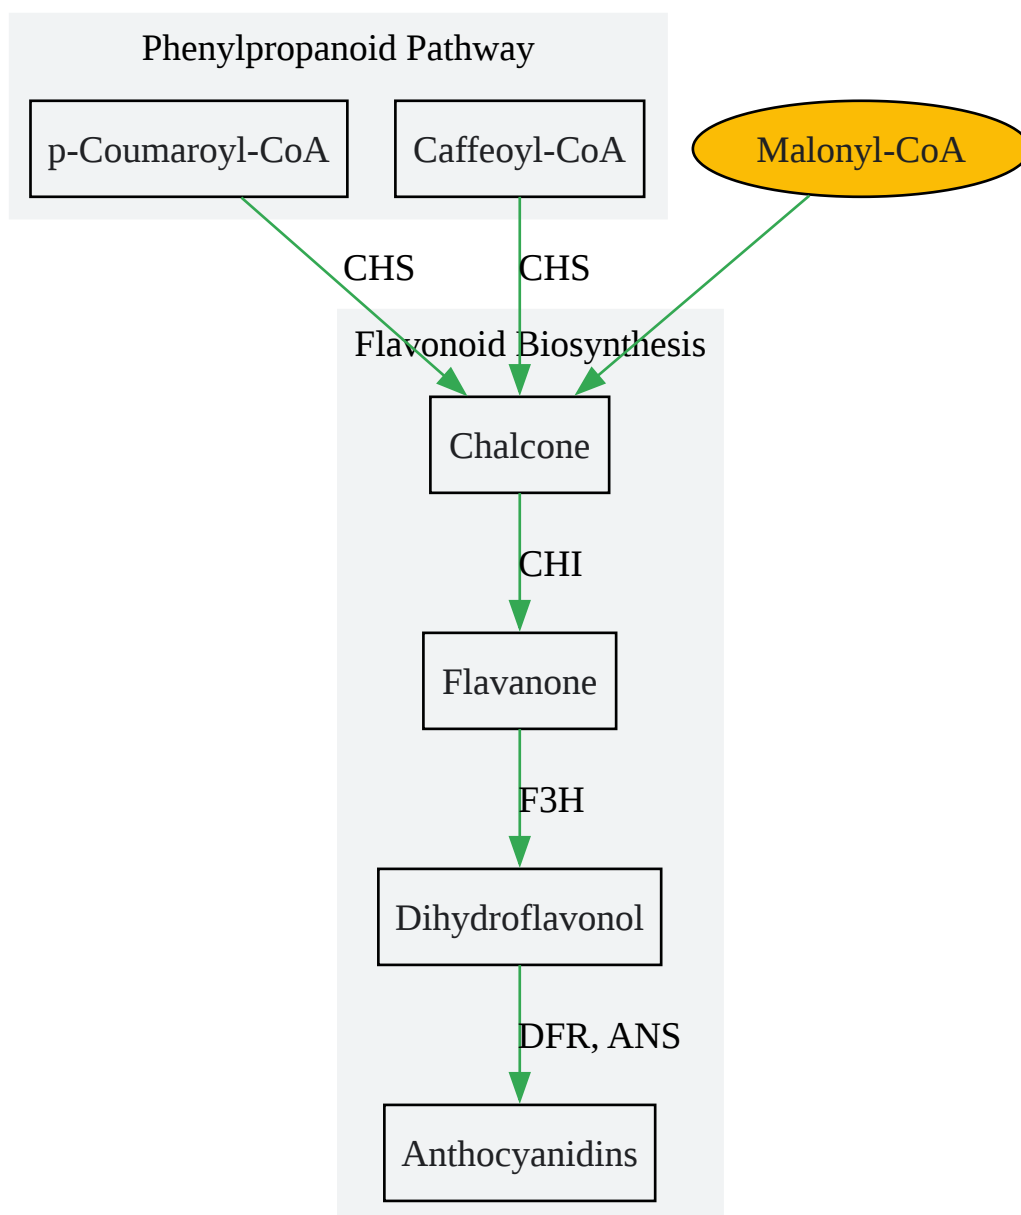 Phenylpropanoid Pathway
p-Coumaroyl-CoA
Caffeoyl-CoA
Malonyl-CoA
CHS
CHS
Flavonoid Biosynthesis
Chalcone
CHI
Flavanone
F3H
Dihydroflavonol
DFR, ANS
Anthocyanidins